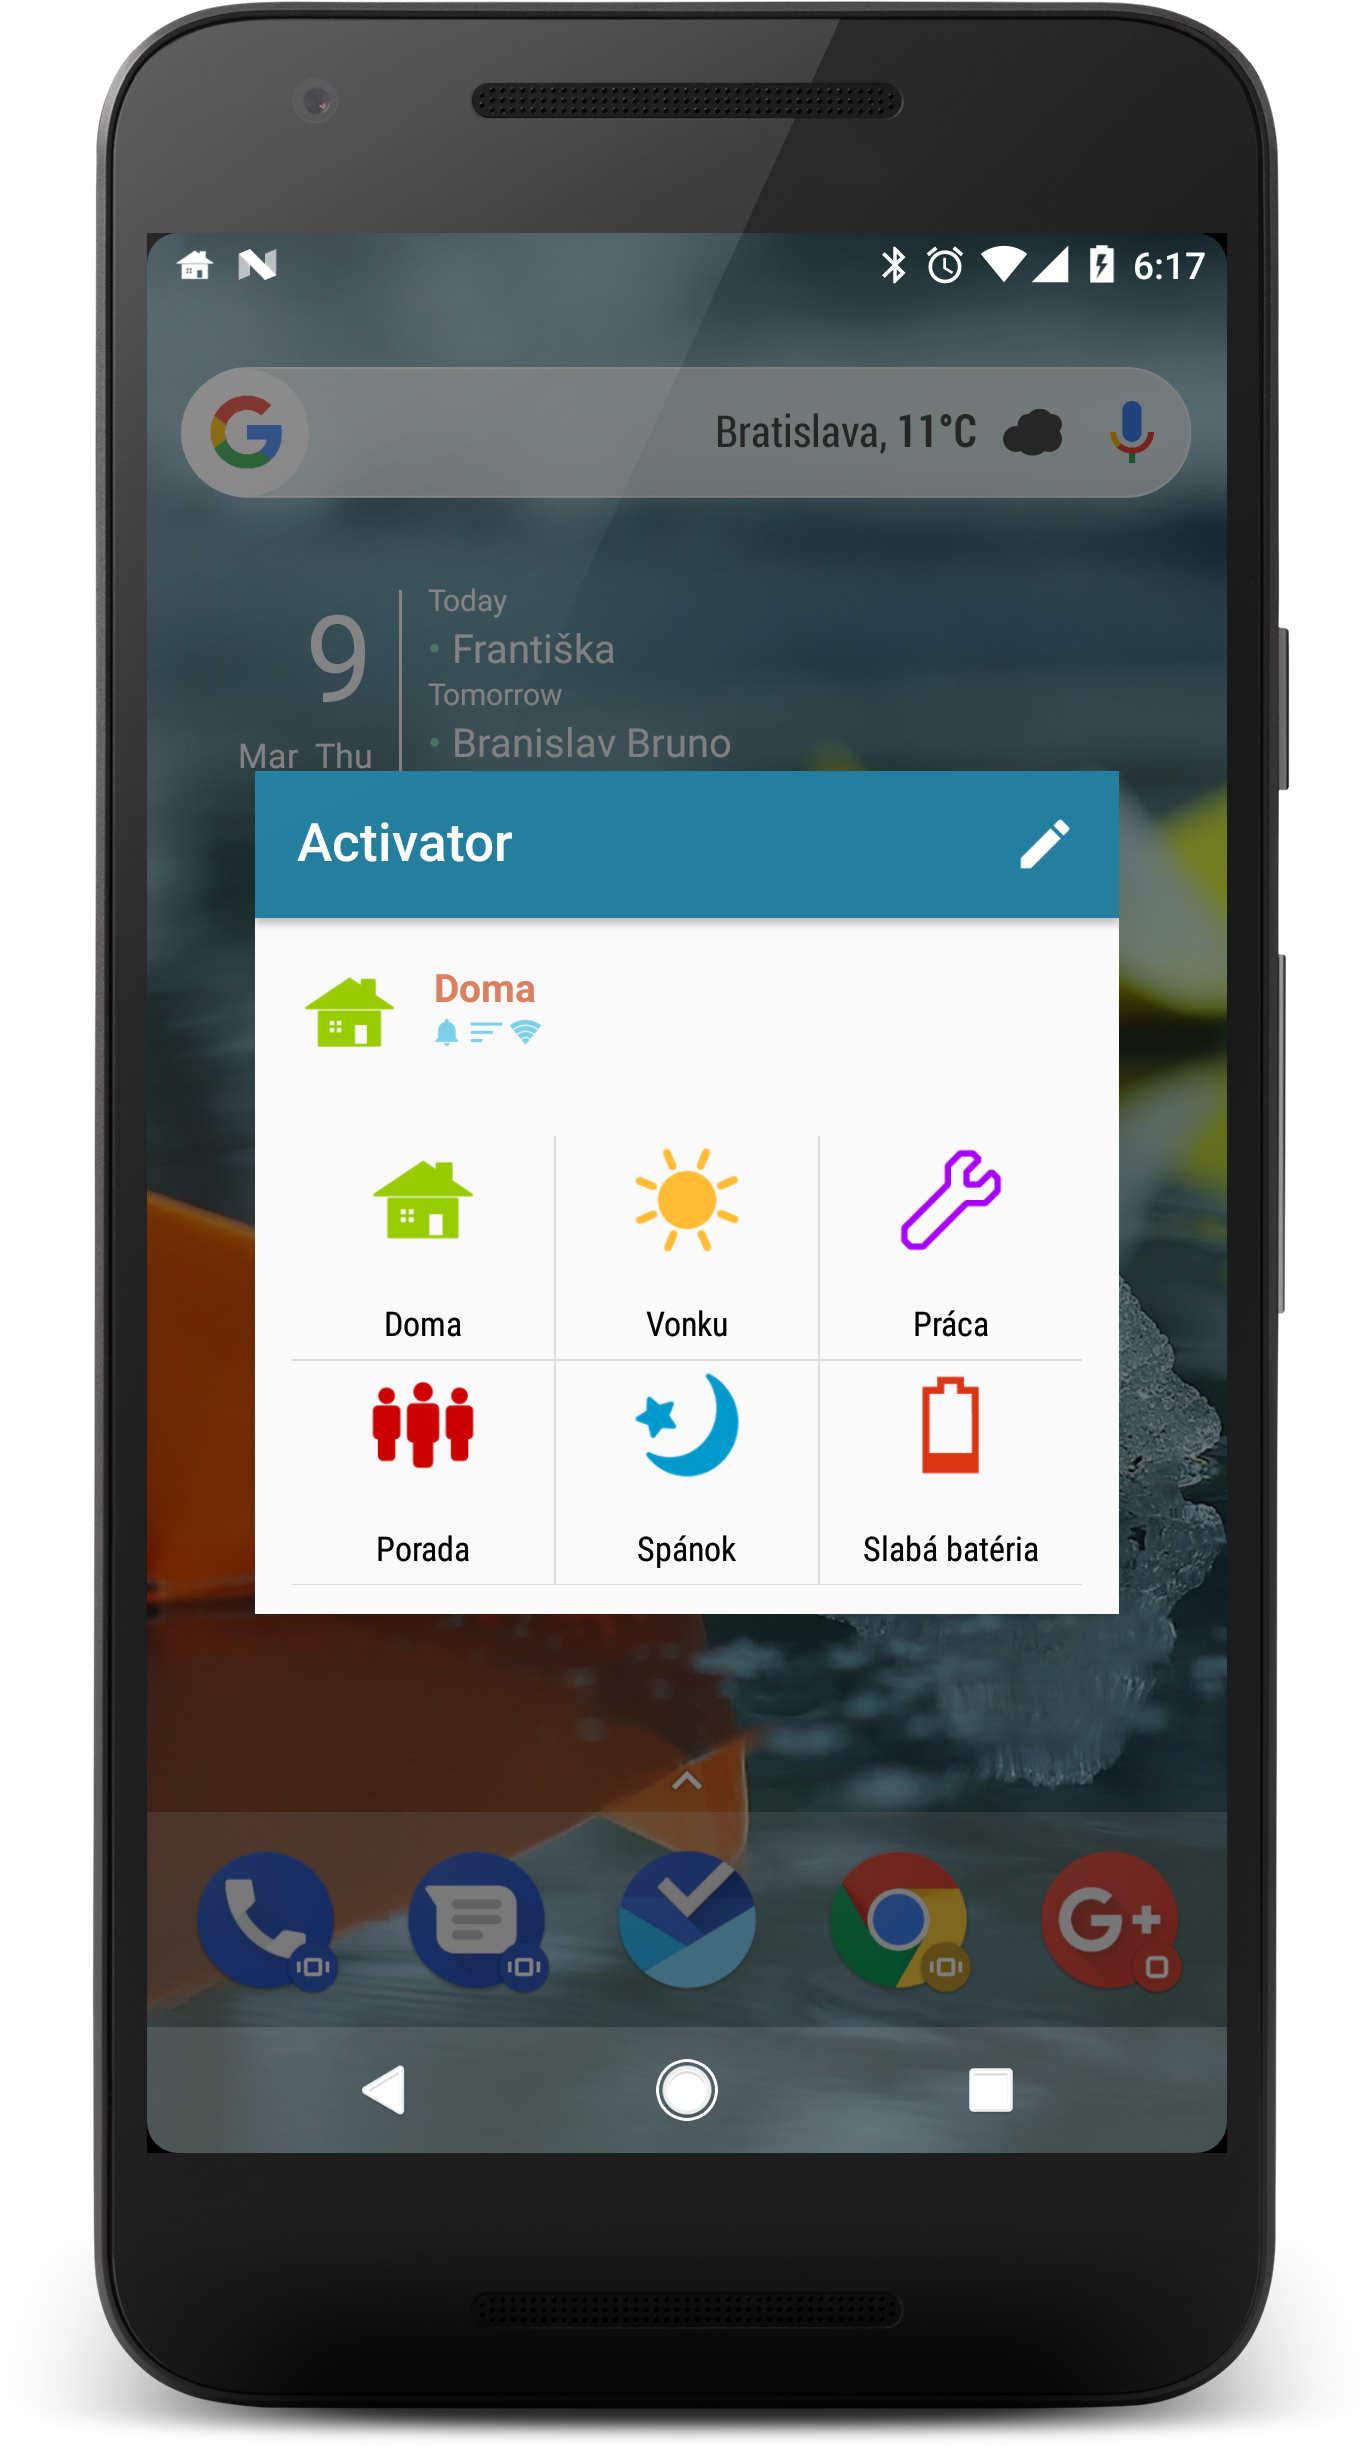 6:17
Bratislava, 11°C
9
Mar Thu
Today
• Františka
Tomorrow
• Branislav Bruno
Activator
Doma
Doma
Vonku
Práca
Porada
Spánok
Slabá batéria
G+